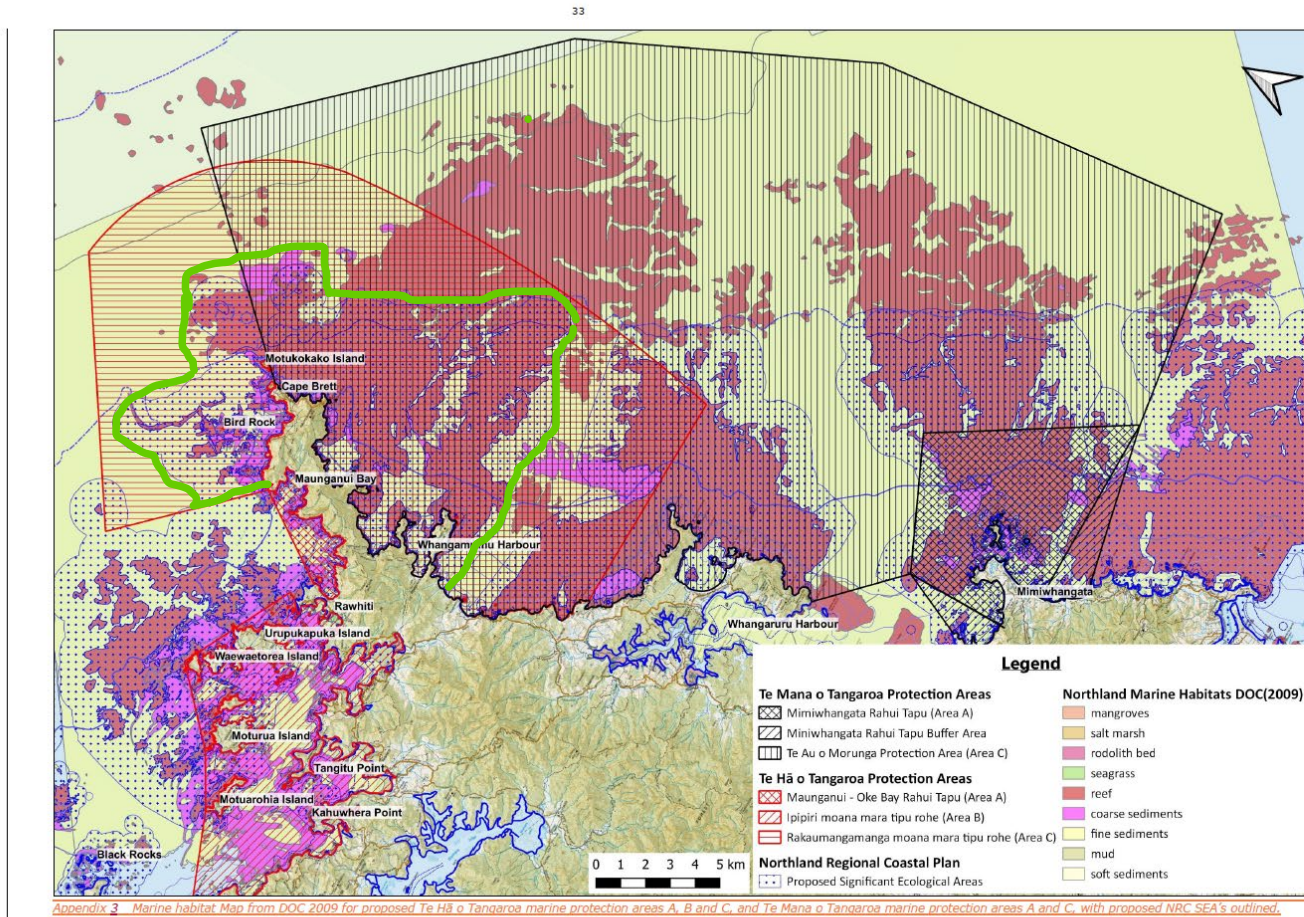 33
Motukokako Island
Cape Brett
Bird Rock
Maunganui Bay
Whangamumu Harbour
Rawhiti
Urupukapuka Island
Waewaetorea Island
Moturua Island
Tangitu Point
Motuarohia Island
Kahuwhera Point
Black Rocks
Mimiwhangata
Whangaruru Harbour
Legend
Te Mana o Tangaroa Protection Areas
Mimiwhangata Rahui Tapu (Area A)
Miniwhangata Rahui Tapu Buffer Area
Te Au o Morunga Protection Area (Area C)
Te Hā o Tangaroa Protection Areas
Maunganui - Oke Bay Rahui Tapu (Area A)
Ipipiri moana mara tipu rohe (Area B)
Rakaumangamanga moana mara tipu rohe (Area C)
Northland Regional Coastal Plan
Proposed Significant Ecological Areas
Northland Marine Habitats DOC(2009)
mangroves
salt marsh
rodolith bed
seagrass
reef
coarse sediments
fine sediments
mud
soft sediments
0 1 2 3 4 5 km
Appendix 3 Marine habitat Map from DOC 2009 for proposed Te Hā o Tangaroa marine protection areas A, B and C, and Te Mana o Tangaroa marine protection areas A and C, with proposed NRC SEA's outlined.